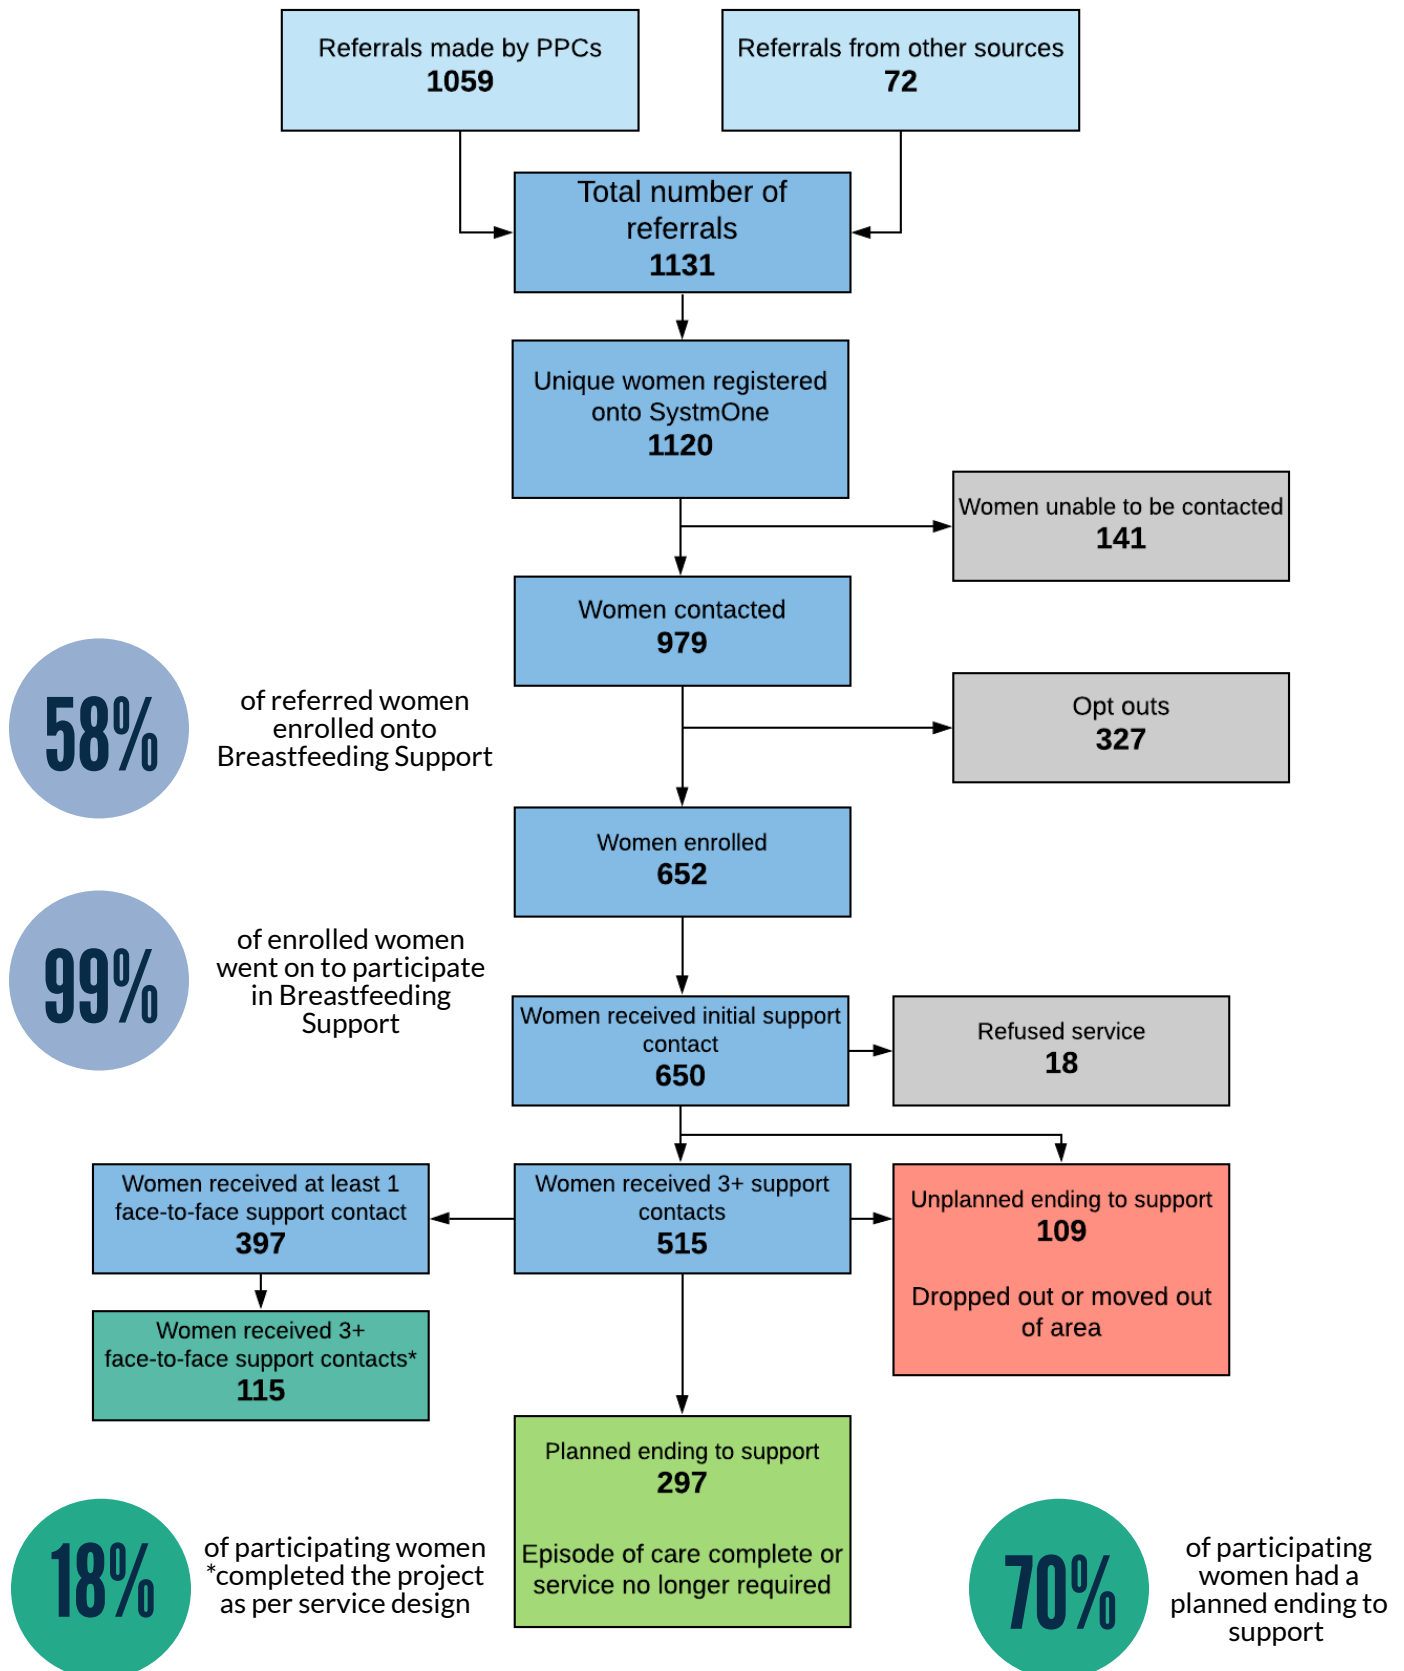 Referrals made by PPCs
1059
Referrals from other sources
72
Total number of
referrals
1131
Unique women registered
onto SystmOne
1120
Women unable to be contacted
141
Women contacted
979
58%
of referred women
enrolled onto
Breastfeeding Support
Opt outs
327
Women enrolled
652
99%
of enrolled women
went on to participate
in Breastfeeding
Support
Women received initial support
contact
650
Refused service
18
Women received at least 1
face-to-face support contact
397
Women received 3+ support
contacts
515
Unplanned ending to support
109
Dropped out or moved out
of area
Women received 3+
face-to-face support contacts*
115
Planned ending to support
297
Episode of care complete or
service no longer required
18%
of participating women
*completed the project
as per service design
70%
of participating
women had a
planned ending to
support